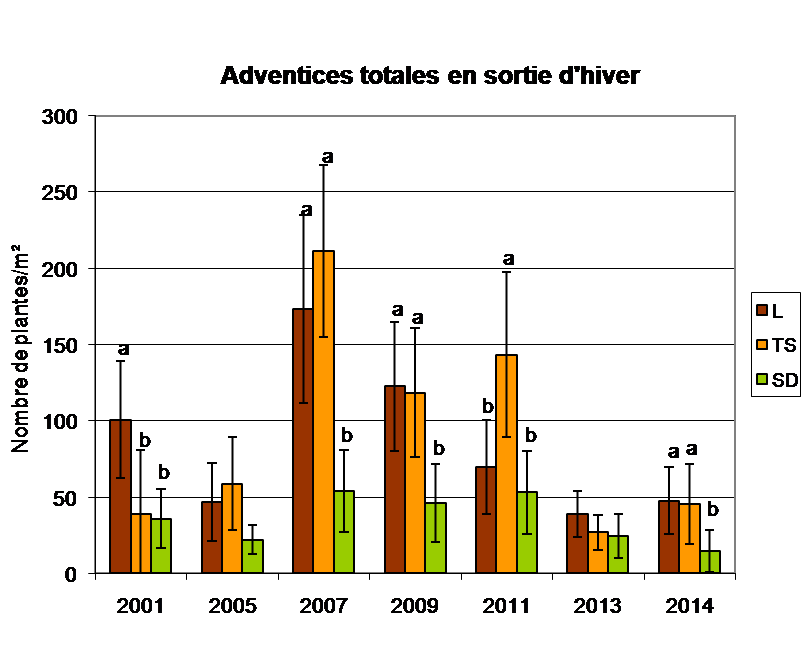 Adventices totales en sortie d'hiver
Nombre de plantes/m²
300
250
200
150
100
50
0
a
b
b
a
a
b
a
a
b
b
a
b
a
a
b
2001
2005
2007
2009
2011
2013
2014
L
TS
SD